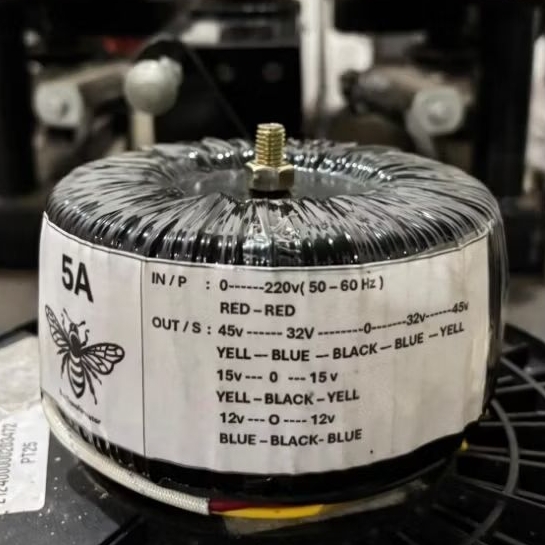 5A
IN / P : 0------220v( 50 – 60 Hz )
RED – RED
OUT / S : 45v ------ 32V --------0------32v-----45v
YELL — BLUE — BLACK — BLUE — YELL
15v--- 0 --- 15 v
YELL – BLACK – YELL
12v--- O ---- 12v
BLUE – BLACK- BLUE
PT25